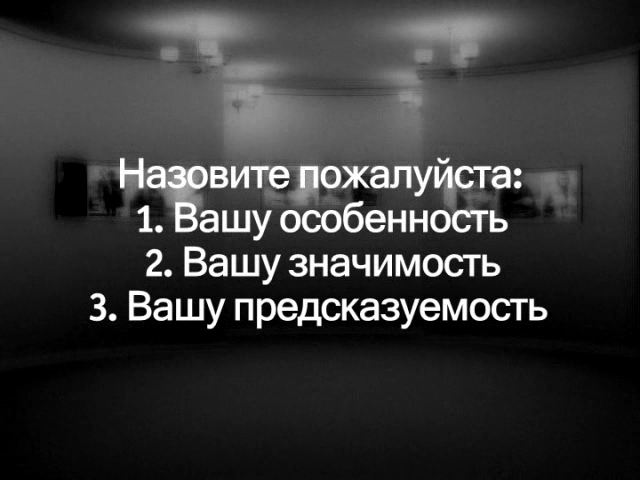 Назовите пожалуйста:
1. Вашу особенность
2. Вашу значимость
3. Вашу предсказуемость